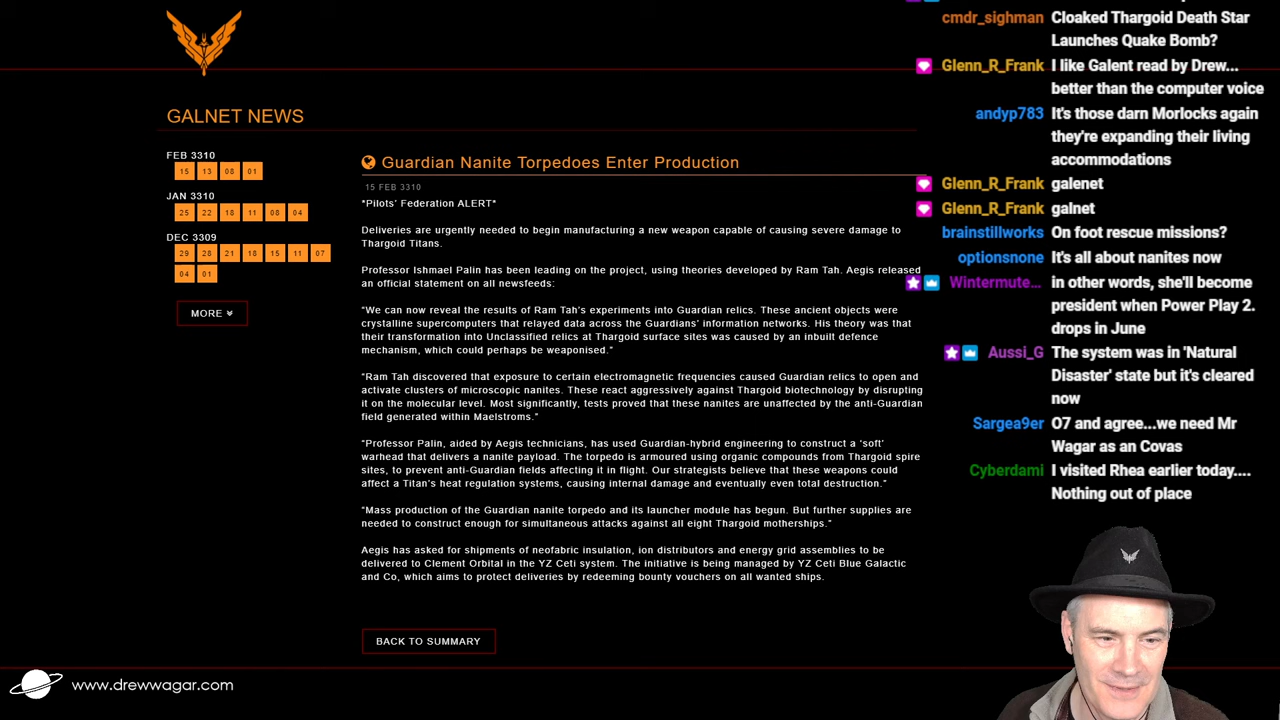 GALNET NEWS
FEB 3310
15 13 08 01
JAN 3310
25 22 18 11 08 04
DEC 3309
29 28 21 18 15 11 07
04 01
MORE
Guardian Nanite Torpedoes Enter Production
15 FEB 3310
*Pilots' Federation ALERT*
Deliveries are urgently needed to begin manufacturing a new weapon capable of causing severe damage to
Thargoid Titans.
Professor Ishmael Palin has been leading on the project, using theories developed by Ram Tah. Aegis released
an official statement on all newsfeeds:
"We can now reveal the results of Ram Tah's experiments into Guardian relics. These ancient objects were
crystalline supercomputers that relayed data across the Guardians' information networks. His theory was that
their transformation into Unclassified relics at Thargoid surface sites was caused by an inbuilt defence
mechanism, which could perhaps be weaponised."
"Ram Tah discovered that exposure to certain electromagnetic frequencies caused Guardian relics to open and
activate clusters of microscopic nanites. These react aggressively against Thargoid biotechnology by disrupting
it on the molecular level. Most significantly, tests proved that these nanites are unaffected by the anti-Guardian
field generated within Maelstroms."
"Professor Palin, aided by Aegis technicians, has used Guardian-hybrid engineering to construct a 'soft'
warhead that delivers a nanite payload. The torpedo is armoured using organic compounds from Thargoid spire
sites, to prevent anti-Guardian fields affecting it in flight. Our strategists believe that these weapons could
affect a Titan's heat regulation systems, causing internal damage and eventually even total destruction."
"Mass production of the Guardian nanite torpedo and its launcher module has begun. But further supplies are
needed to construct enough for simultaneous attacks against all eight Thargoid motherships."
Aegis has asked for shipments of neofabric insulation, ion distributors and energy grid assemblies to be
delivered to Clement Orbital in the YZ Ceti system. The initiative is being managed by YZ Ceti Blue Galactic
and Co, which aims to protect deliveries by redeeming bounty vouchers on all wanted ships.
BACK TO SUMMARY
www.drewwagar.com
cmdr_sighman Cloaked Thargoid Death Star
Launches Quake Bomb?
Glenn_R_Frank I like Galent read by Drew...
better than the computer voice
andyp783 It's those darn Morlocks again
they're expanding their living
accommodations
Glenn_R_Frank galenet
Glenn_R_Frank galnet
brainstillworks On foot rescue missions?
optionsnone It's all about nanites now
Wintermute... in other words, she'll become
president when Power Play 2.
drops in June
Aussi_G The system was in 'Natural
Disaster' state but it's cleared
now
Sargea9er O7 and agree...we need Mr
Wagar as an Covas
Cyberdami I visited Rhea earlier today....
Nothing out of place